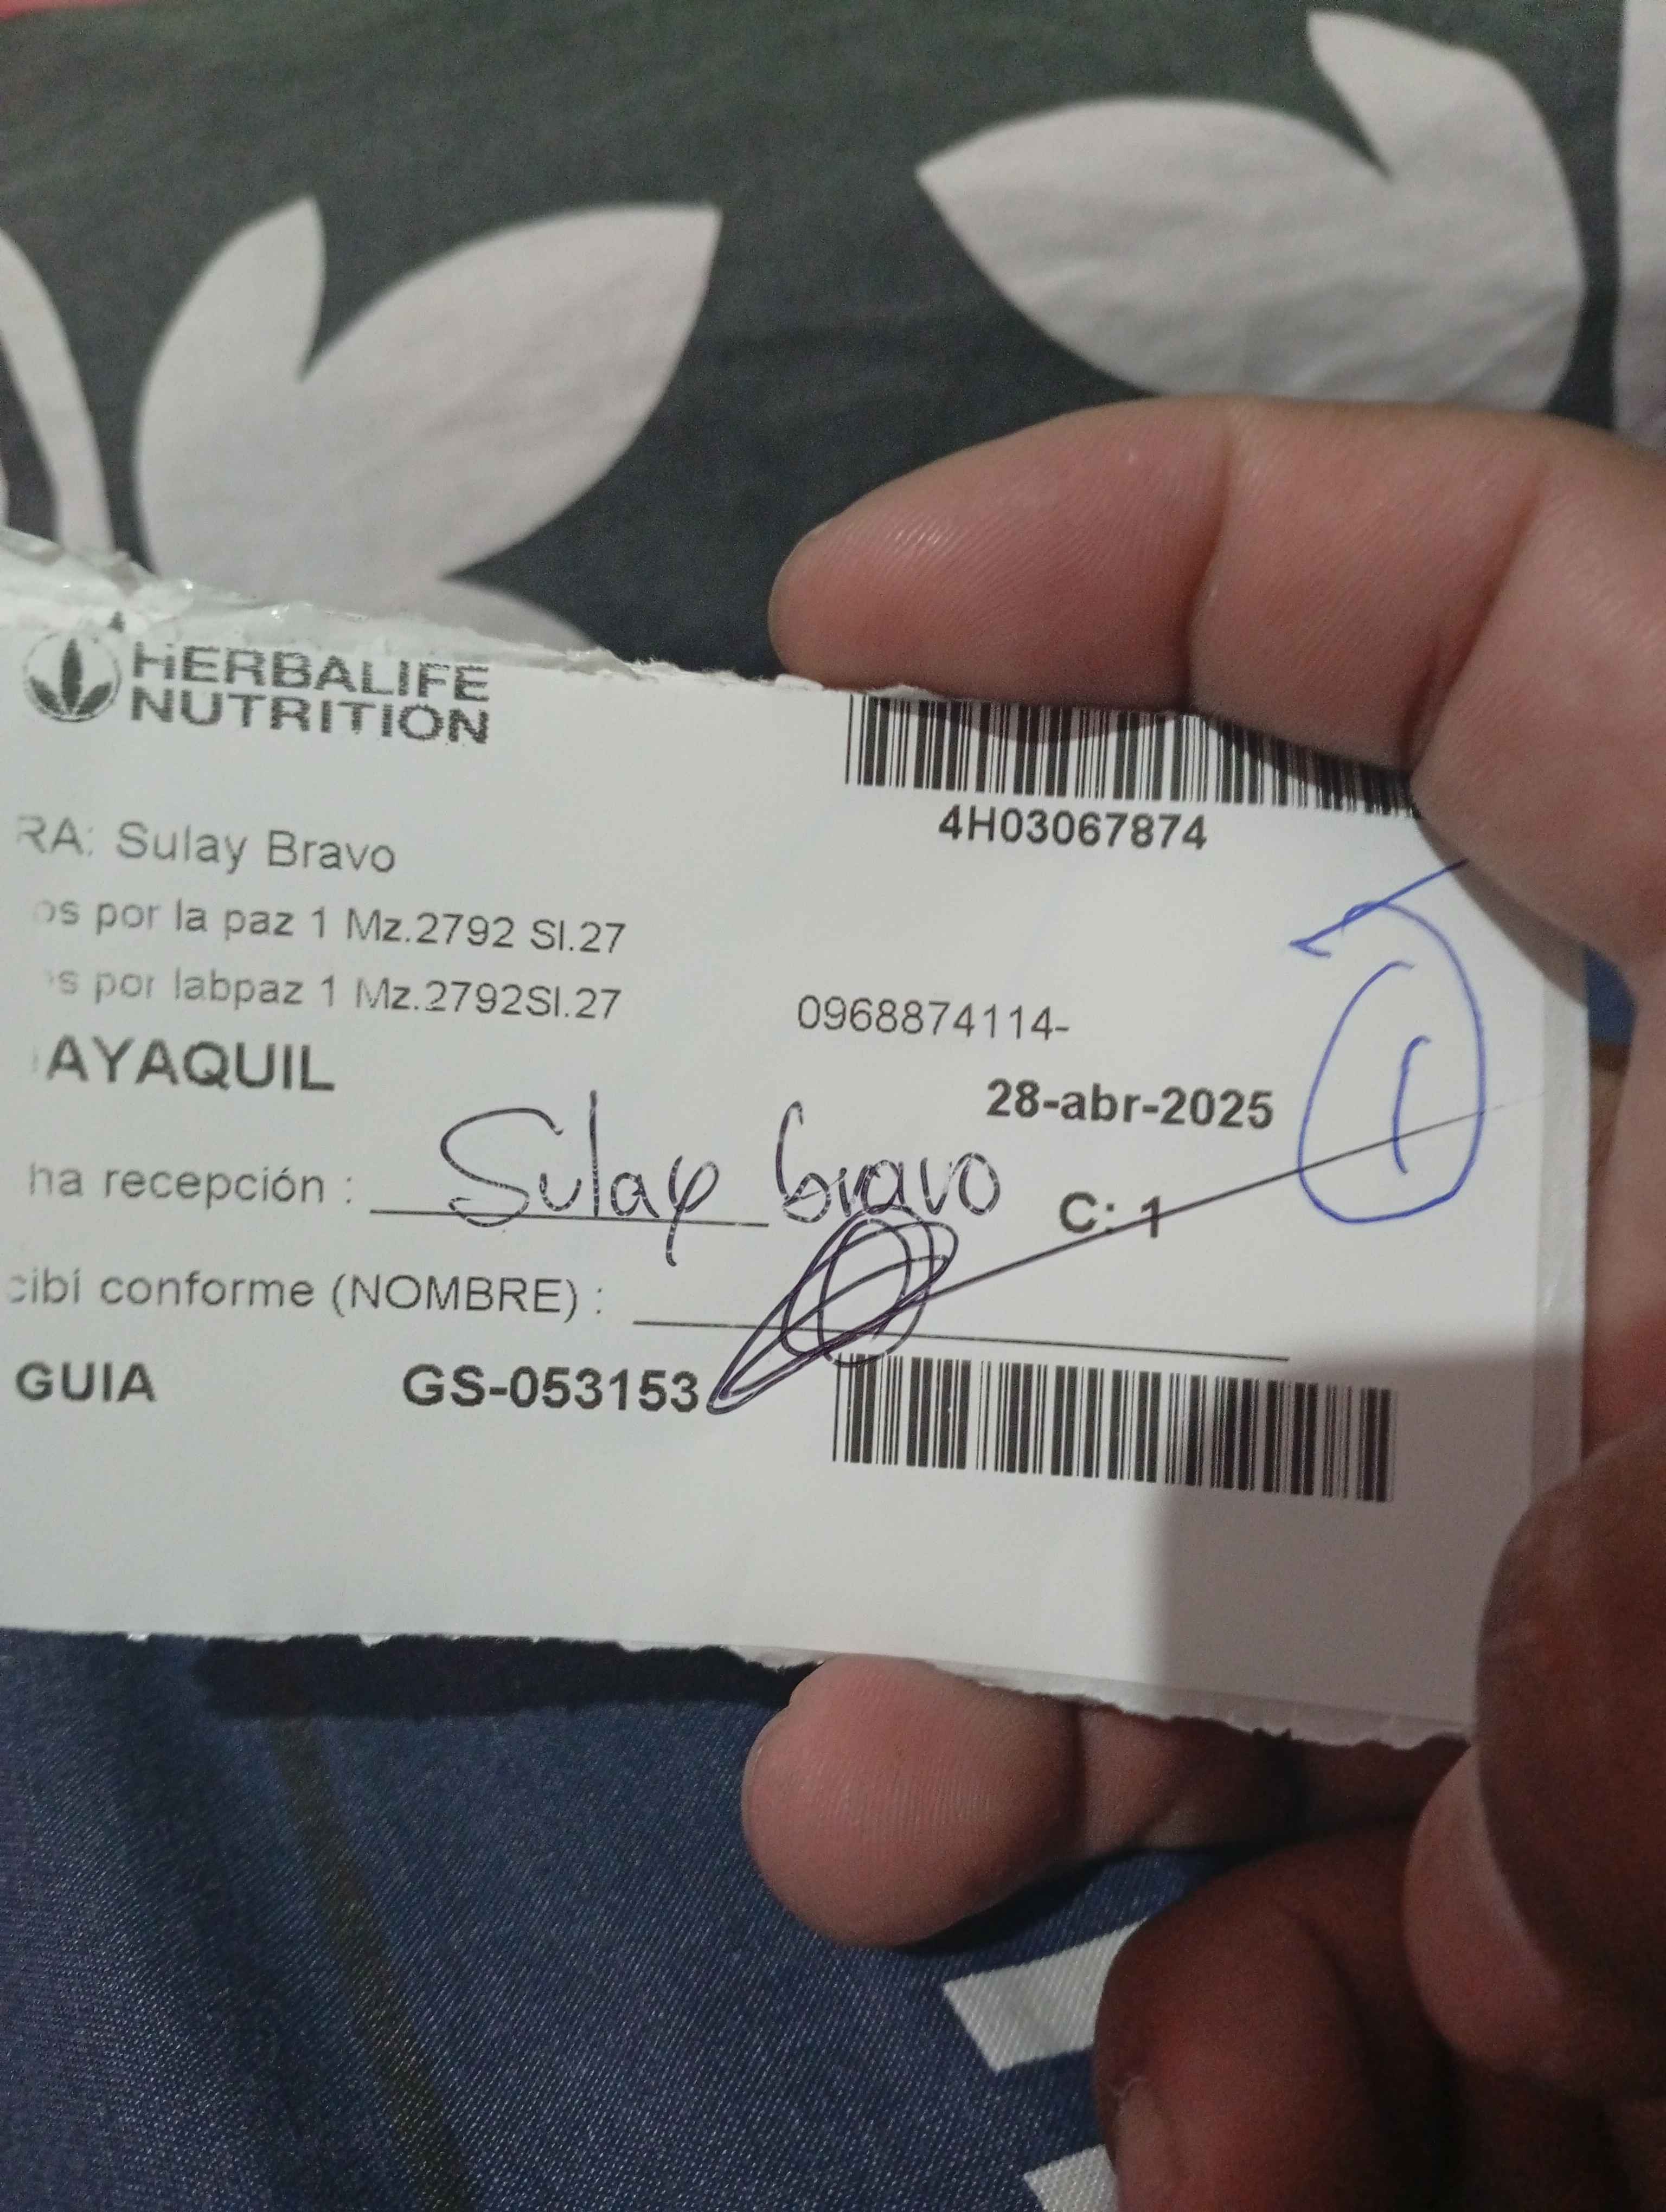 HERBALIFE
NUTRITION
4H03067874
RA: Sulay Bravo
os por la paz 1 Mz.2792 Sl.27
s por labpaz 1 Mz.2792Sl.27
0968874114-
AYAQUIL
28-abr-2025
1
ha recepción : Sulay bravo
C: 1
cibí conforme (NOMBRE) :
GUIA GS-053153